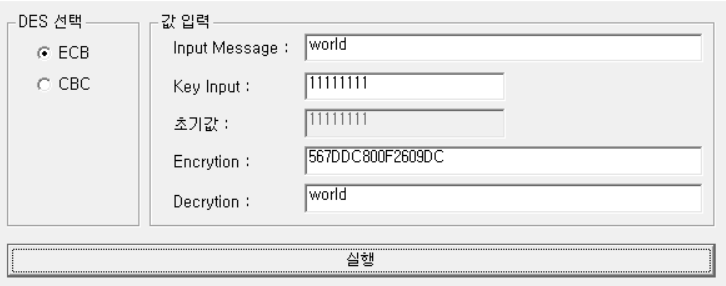 DES 선택
ECB
CBC
값 입력
Input Message : world
Key Input : 11111111
초기값 : 11111111
Encrytion : 567DDC800F2609DC
Decrytion : world
실행